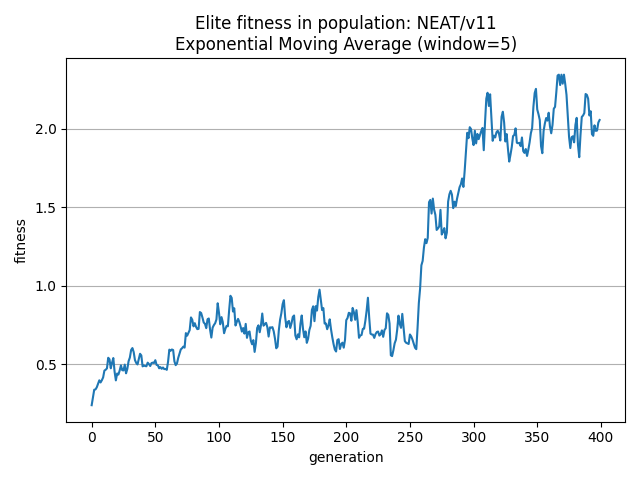 Elite fitness in population: NEAT/v11
Exponential Moving Average (window=5)
fitness
2.0
1.5
1.0
0.5
0 50 100 150 200 250 300 350 400
generation